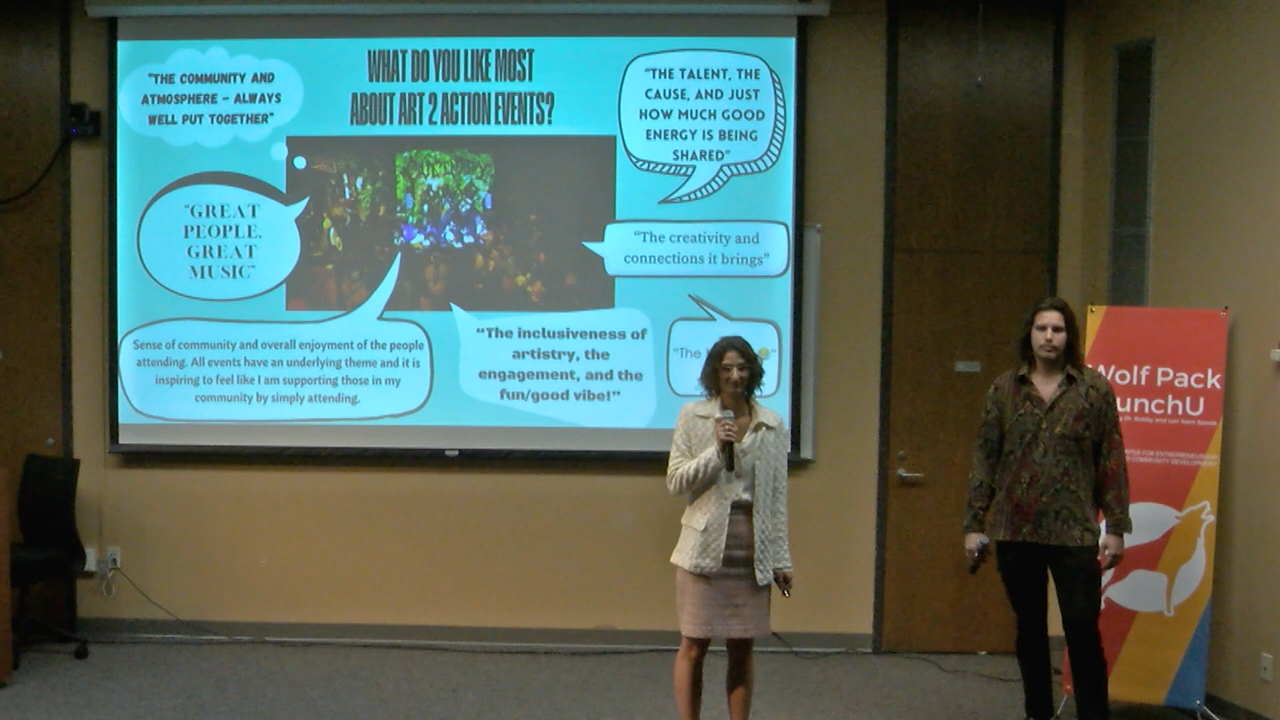 WHAT DO YOU LIKE MOST
ABOUT ART 2 ACTION EVENTS?
"THE COMMUNITY AND
ATMOSPHERE - ALWAYS
WELL PUT TOGETHER"
"THE TALENT, THE
CAUSE, AND JUST
HOW MUCH GOOD
ENERGY IS BEING
SHARED"
"GREAT
PEOPLE.
GREAT
MUSIC"
"The creativity and
connections it brings"
Sense of community and overall enjoyment of the people
attending. All events have an underlying theme and it is
inspiring to feel like I am supporting those in my
community by simply attending.
"The inclusiveness of
artistry, the
engagement, and the
fun/good vibe!"
"The
Wolf Pack
unchU